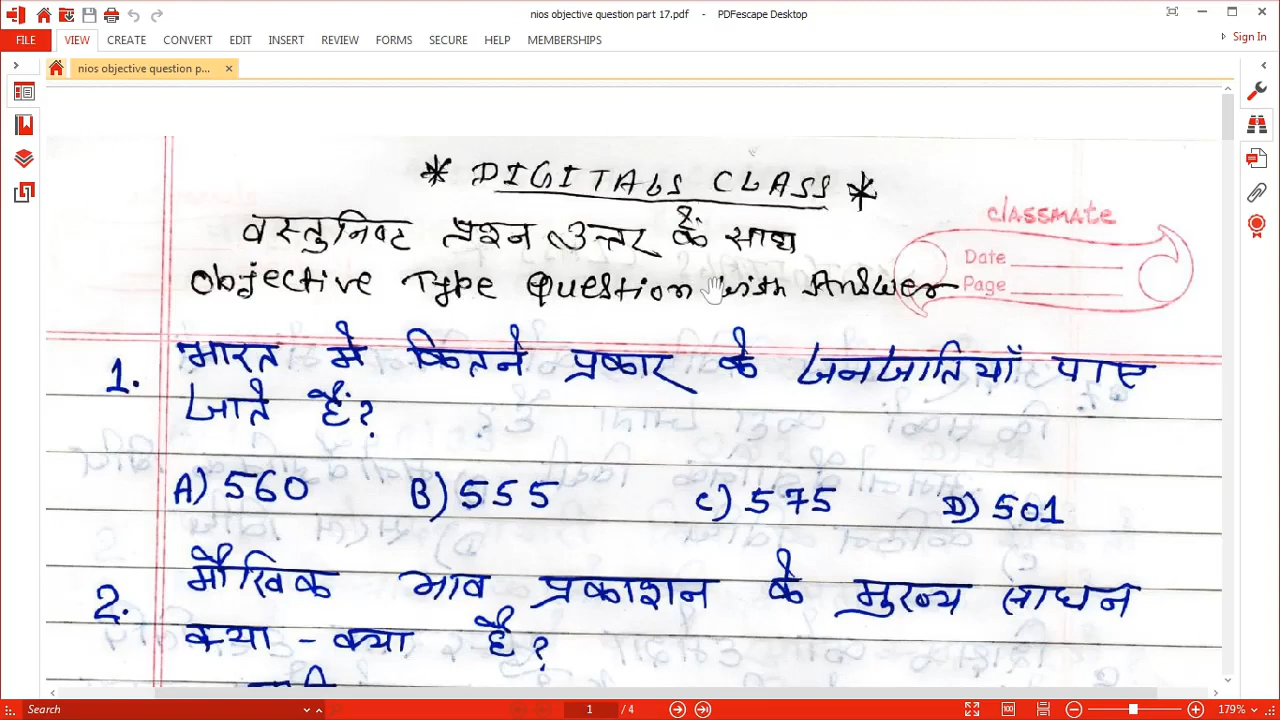 nios objective question part 17.pdf - PDFescape Desktop
FILE VIEW CREATE CONVERT EDIT INSERT REVIEW FORMS SECURE HELP MEMBERSHIPS
Sign In
nios objective question p...
* DIGITALS CLASS *
classmate
वस्तुनिष्ट प्रश्न उत्तर के साथ
Date
Objective Type Question with Answer
Page
1. भारत मे कितने प्रकार के जनजातियाँ पाए
जाते हैं?
A) 560 B) 555 C) 575 D) 501
2. मौखिक भाव प्रकाशन के मुख्य साधन
क्या - क्या है?
Search 1 / 4 179%